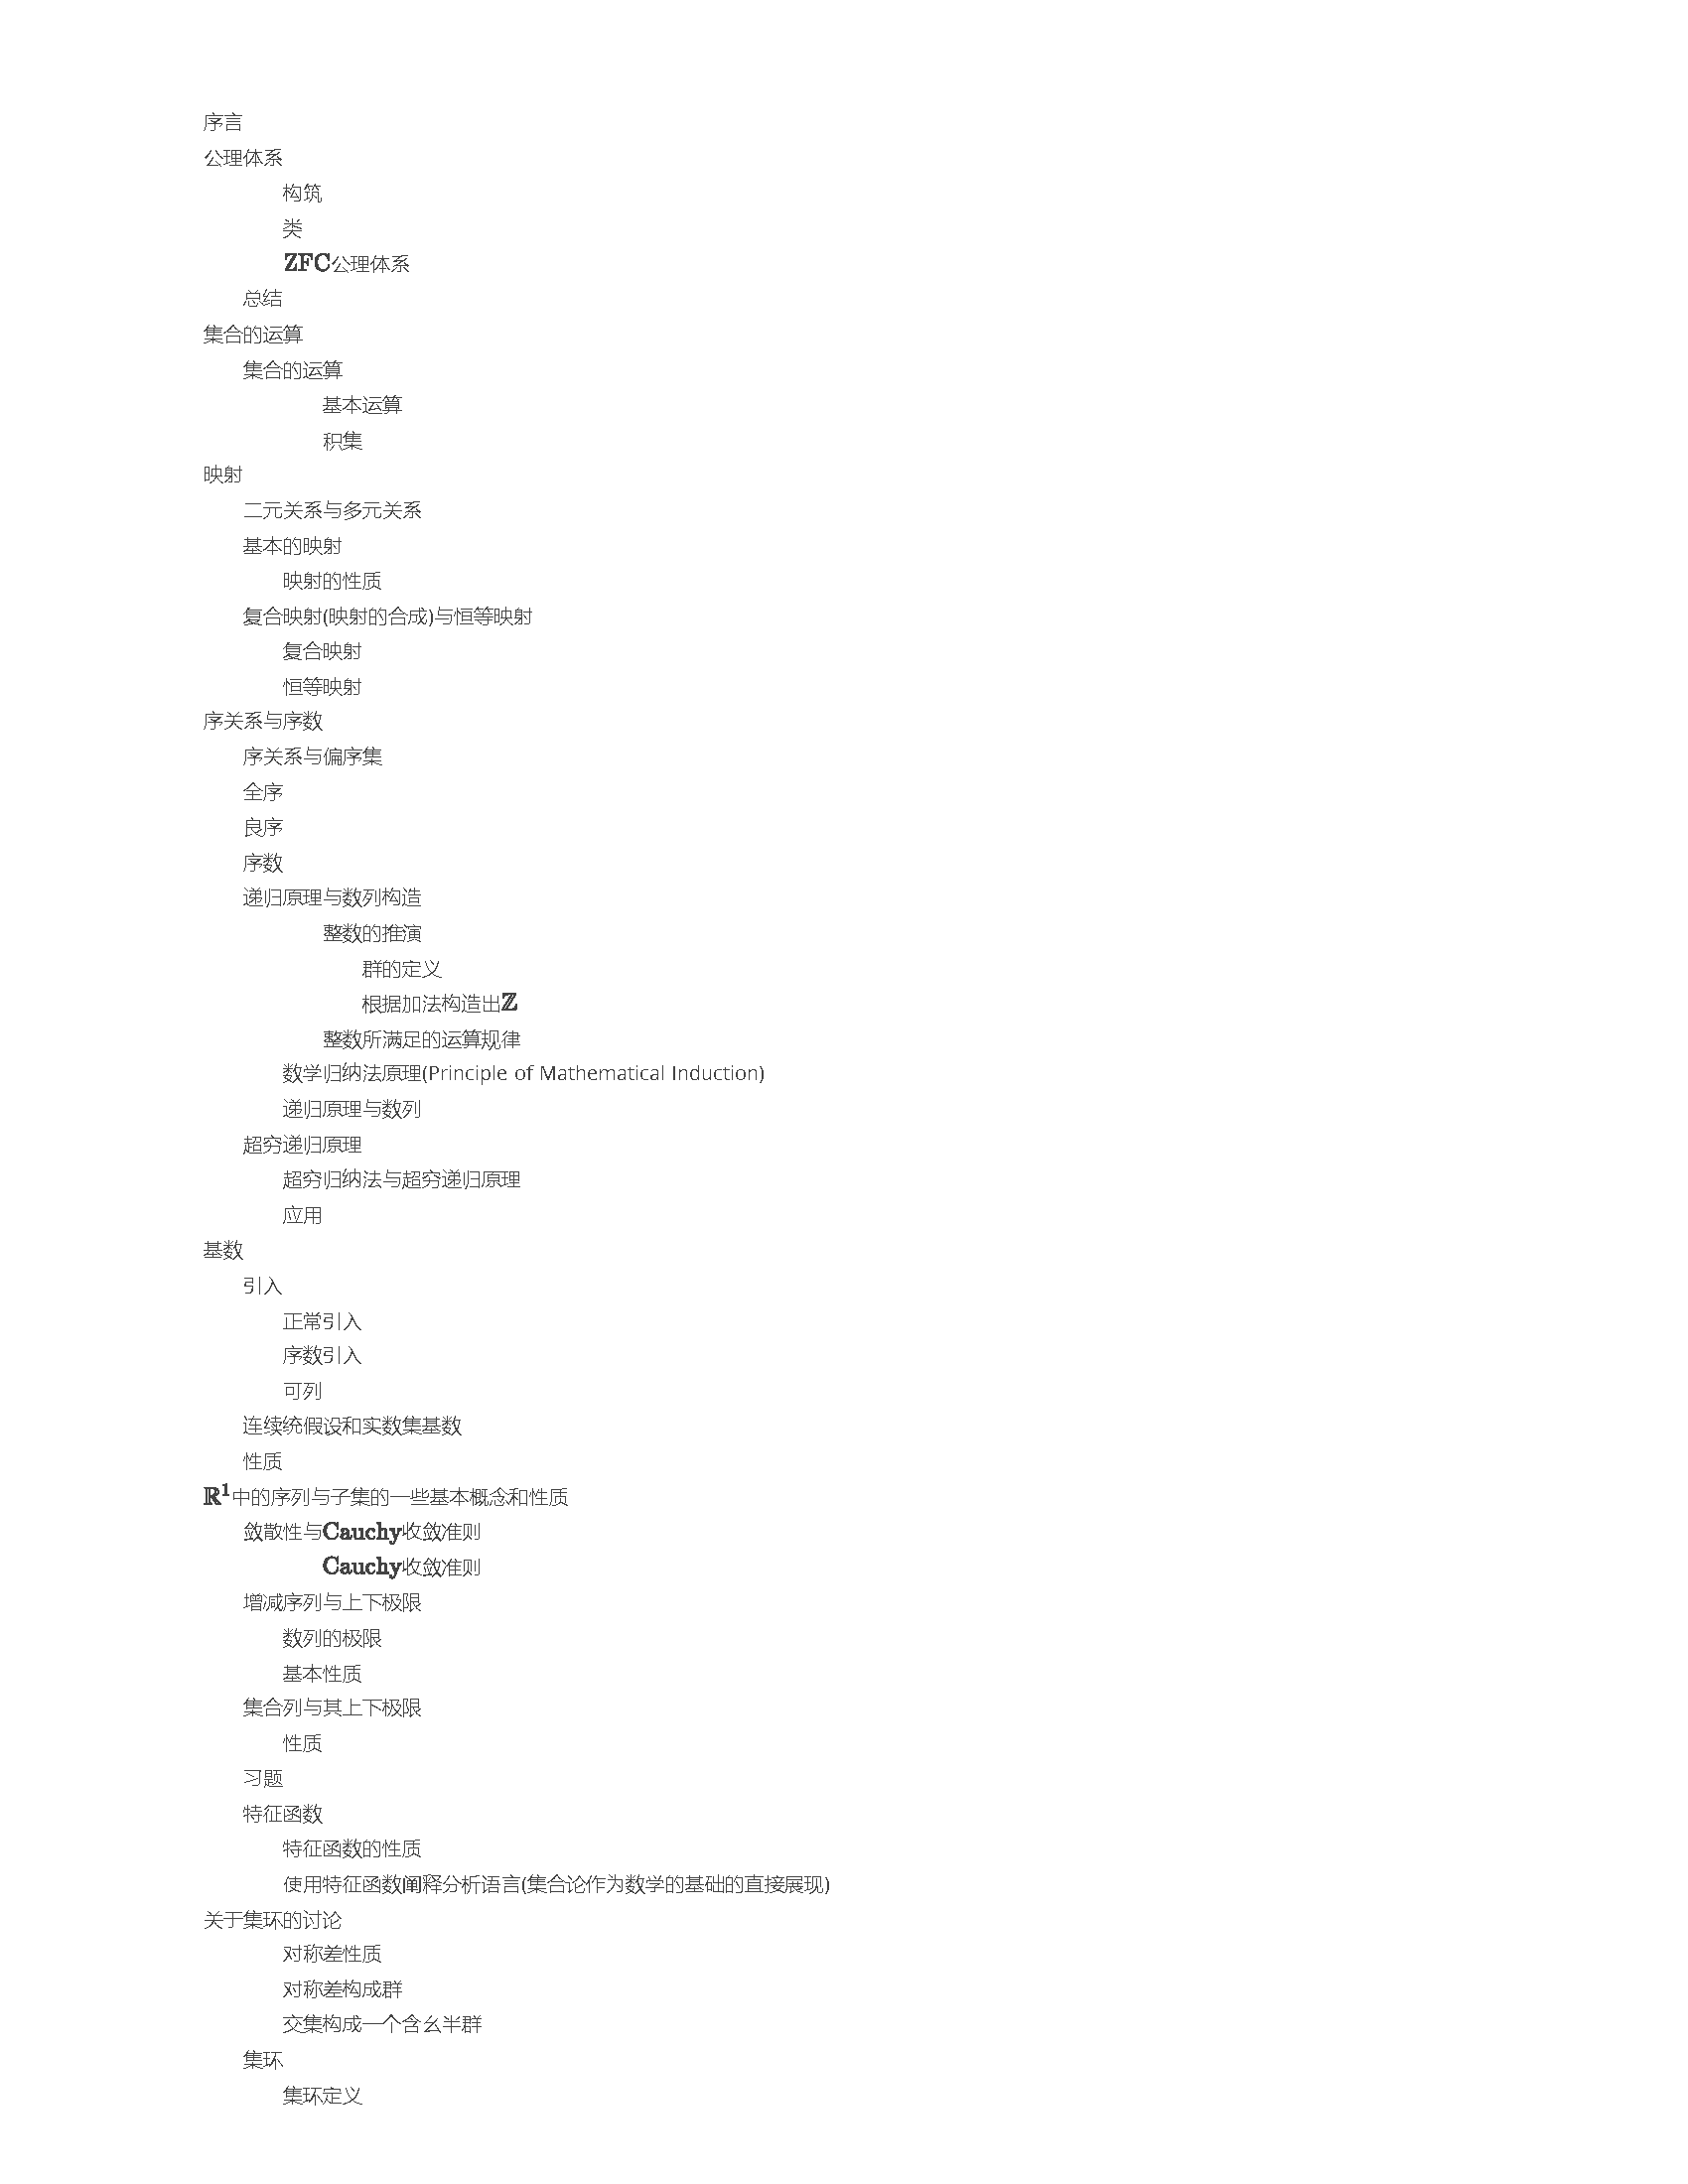 序言
公理体系
构筑
类
ZFC公理体系
总结
集合的运算
集合的运算
基本运算
积集
映射
二元关系与多元关系
基本的映射
映射的性质
复合映射(映射的合成)与恒等映射
复合映射
恒等映射
序关系与序数
序关系与偏序集
全序
良序
序数
递归原理与数列构造
整数的推演
群的定义
根据加法构造出ℤ
整数所满足的运算规律
数学归纳法原理(Principle of Mathematical Induction)
递归原理与数列
超穷递归原理
超穷归纳法与超穷递归原理
应用
基数
引入
正常引入
序数引入
可列
连续统假设和实数集基数
性质
ℝ¹中的序列与子集的一些基本概念和性质
敛散性与Cauchy收敛准则
Cauchy收敛准则
增减序列与上下极限
数列的极限
基本性质
集合列与其上下极限
性质
习题
特征函数
特征函数的性质
使用特征函数阐释分析语言(集合论作为数学的基础的直接展现)
关于集环的讨论
对称差性质
对称差构成群
交集构成一个含幺半群
集环
集环定义